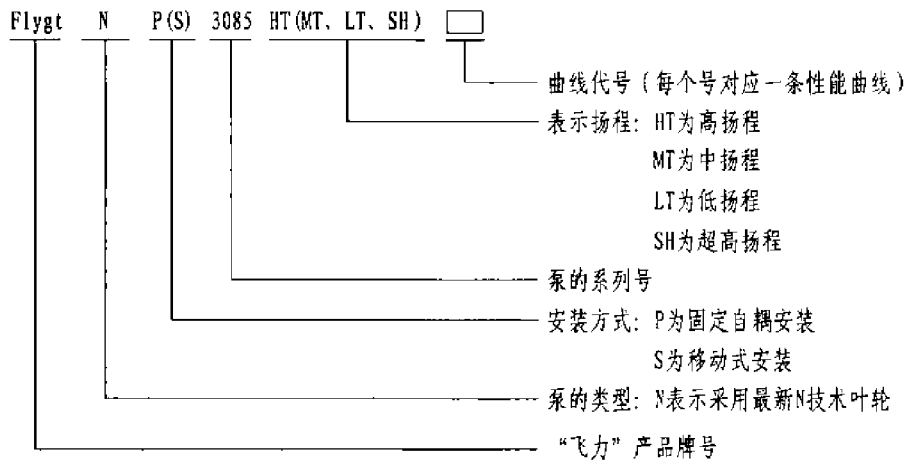 Flygt N P(S) 3085 HT(MT、LT、SH) □
曲线代号(每个号对应一条性能曲线)
表示扬程: HT为高扬程
MT为中扬程
LT为低扬程
SH为超高扬程
泵的系列号
安装方式: P为固定自耦安装
S为移动式安装
泵的类型: N表示采用最新N技术叶轮
“飞力”产品牌号